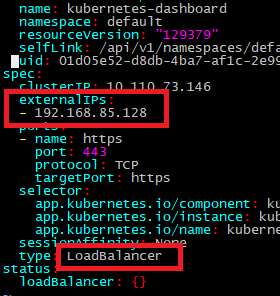 name: kubernetes-dashboard
namespace: default
resourceVersion: "129379"
selfLink: /api/v1/namespaces/defa
uid: 01d05e52-d8db-4ba7-af1c-2e99
spec:
clusterIP: 10.110.73.146
externalIPs:
- 192.168.85.128
ports:
- name: https
port: 443
protocol: TCP
targetPort: https
selector:
app.kubernetes.io/component: k
app.kubernetes.io/instance: ku
app.kubernetes.io/name: kubern
sessionAffinity: None
type: LoadBalancer
status:
loadBalancer: {}